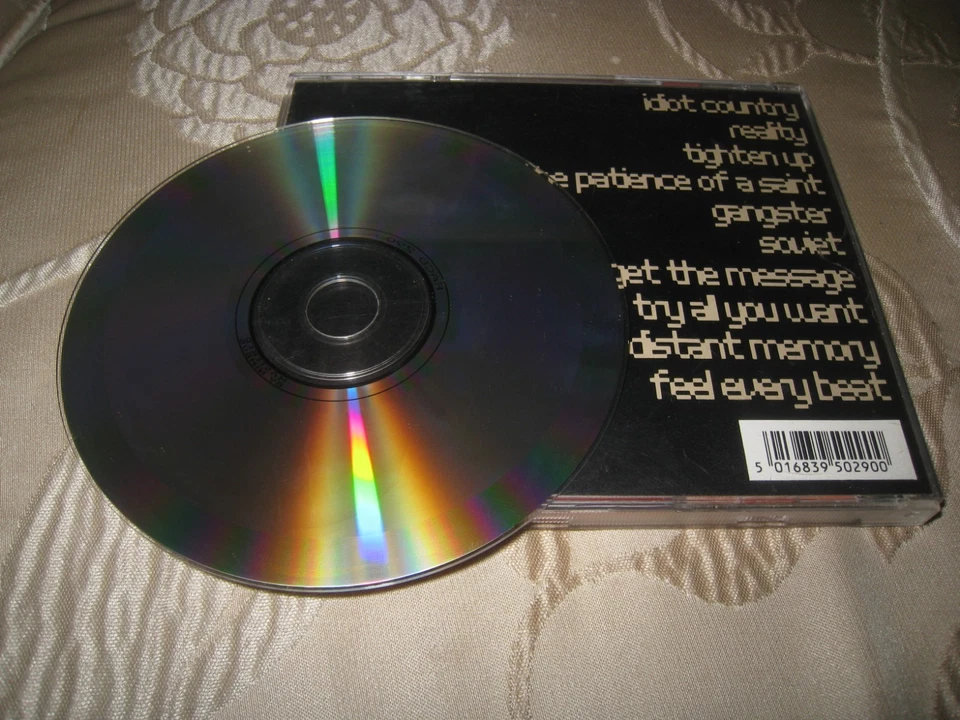 idiot country
reality
tighten up
patience of a saint
gangster
soviet
get the message
try all you want
distant memory
feel every beat
5 016839 502900